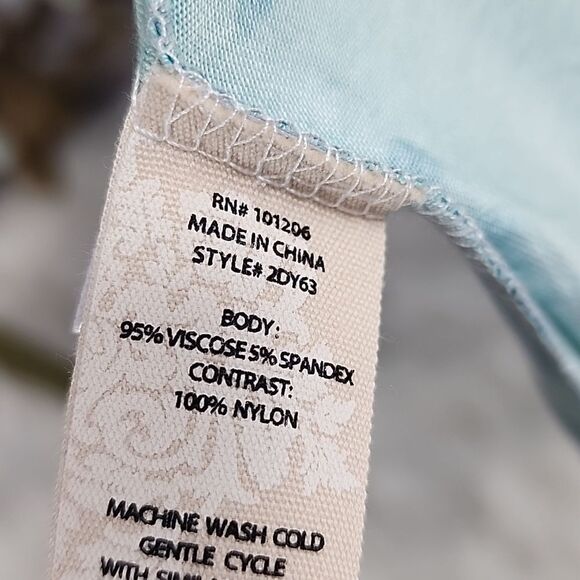 RN# 101206
MADE IN CHINA
STYLE# 2DY63
BODY:
95% VISCOSE 5% SPANDEX
CONTRAST:
100% NYLON
MACHINE WASH COLD
GENTLE CYCLE
WITH